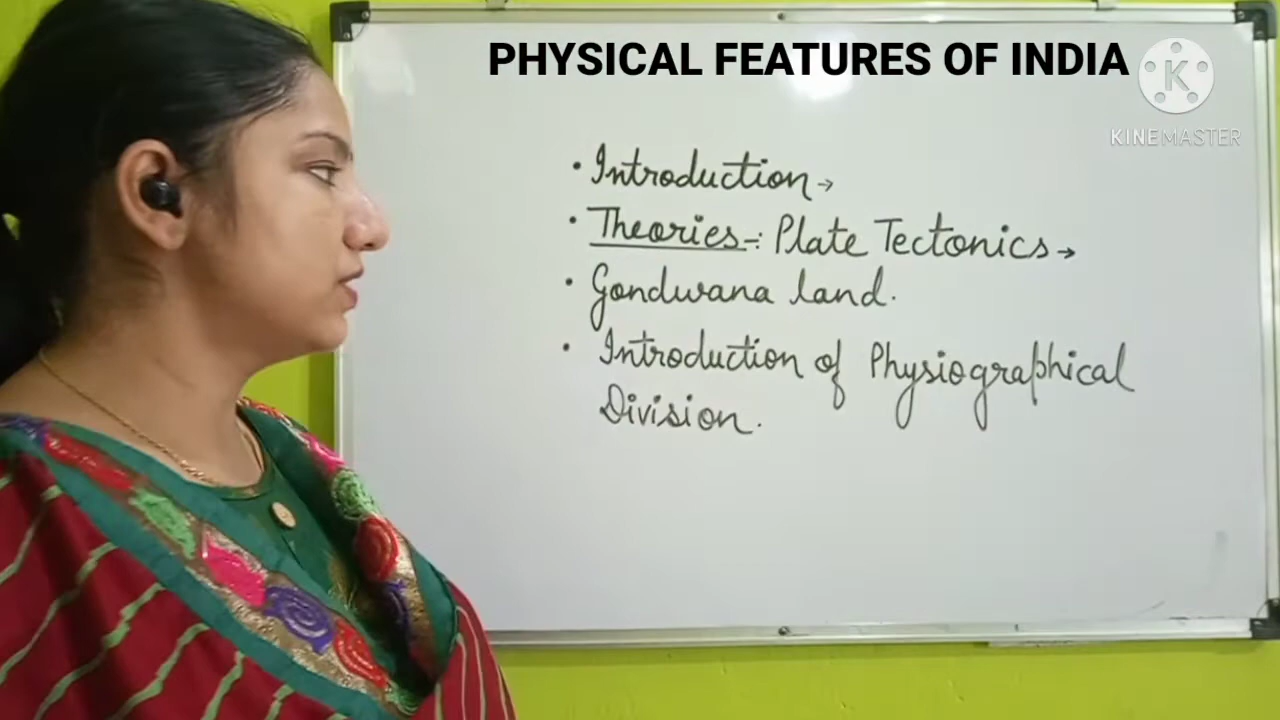 PHYSICAL FEATURES OF INDIA
K
KINEMASTER
• Introduction →
• Theories -: Plate Tectonics →
• Gondwana land.
• Introduction of Physiographical
Division.